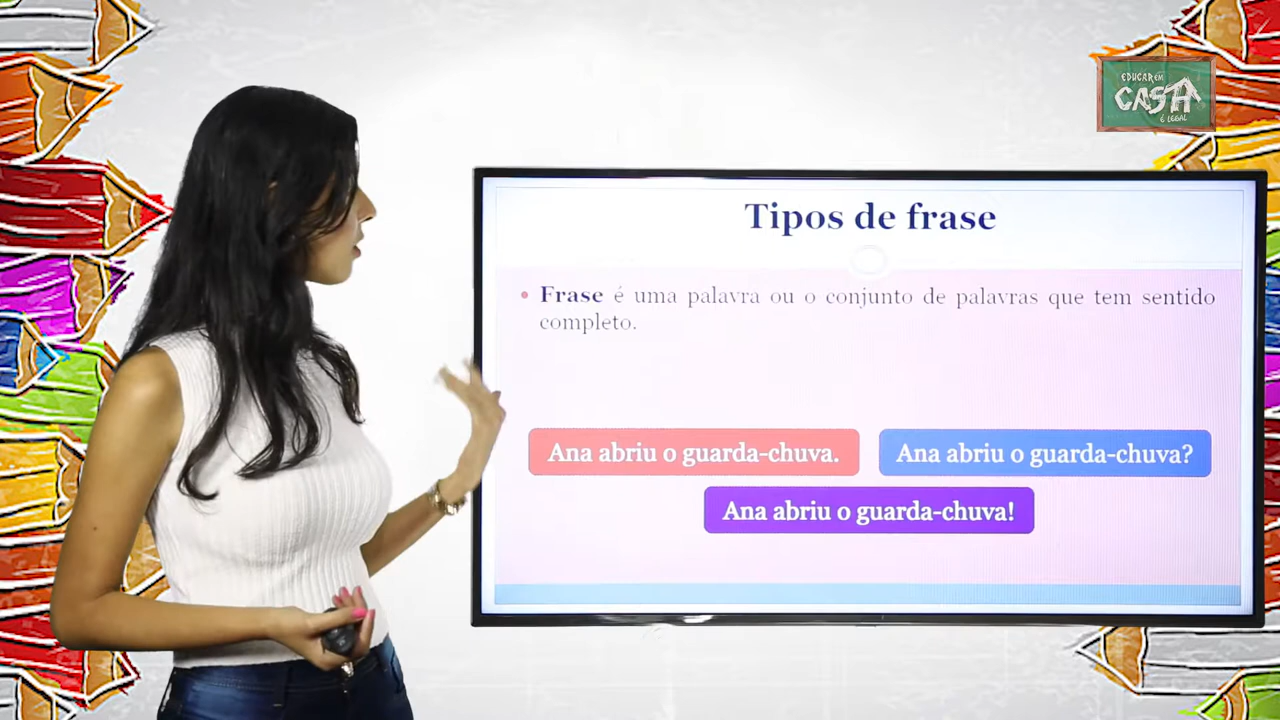 EDUCAR EM
CASA
É LEGAL
Tipos de frase
• Frase é uma palavra ou o conjunto de palavras que tem sentido
completo.
Ana abriu o guarda-chuva.
Ana abriu o guarda-chuva?
Ana abriu o guarda-chuva!